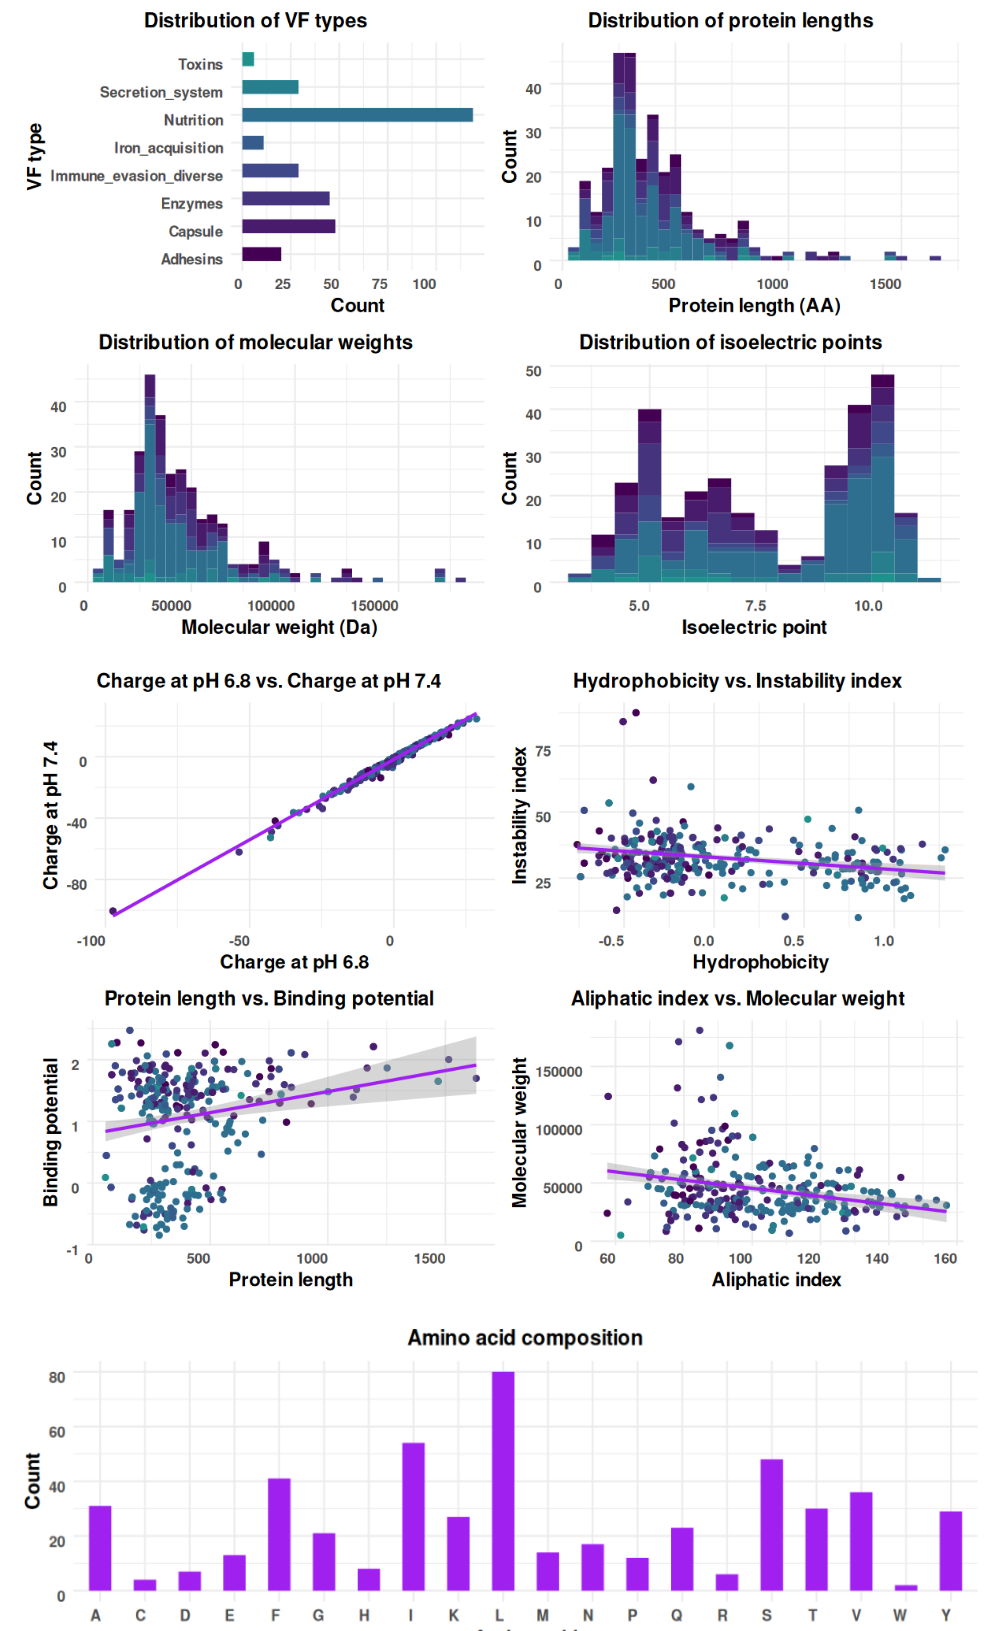 Distribution of VF types
VF type
Toxins
Secretion_system
Nutrition
Iron_acquisition
Immune_evasion_diverse
Enzymes
Capsule
Adhesins
0 25 50 75 100
Count
Distribution of protein lengths
Count
40
30
20
10
0
0 500 1000 1500
Protein length (AA)
Distribution of molecular weights
Count
40
30
20
10
0
0 50000 100000 150000
Molecular weight (Da)
Distribution of isoelectric points
Count
50
40
30
20
10
0
5.0 7.5 10.0
Isoelectric point
Charge at pH 6.8 vs. Charge at pH 7.4
Charge at pH 7.4
0
-40
-80
-100 -50 0
Charge at pH 6.8
Hydrophobicity vs. Instability index
Instability index
75
50
25
-0.5 0.0 0.5 1.0
Hydrophobicity
Protein length vs. Binding potential
Binding potential
2
1
0
-1
0 500 1000 1500
Protein length
Aliphatic index vs. Molecular weight
Molecular weight
150000
100000
50000
0
60 80 100 120 140 160
Aliphatic index
Amino acid composition
Count
80
60
40
20
0
A C D E F G H I K L M N P Q R S T V W Y